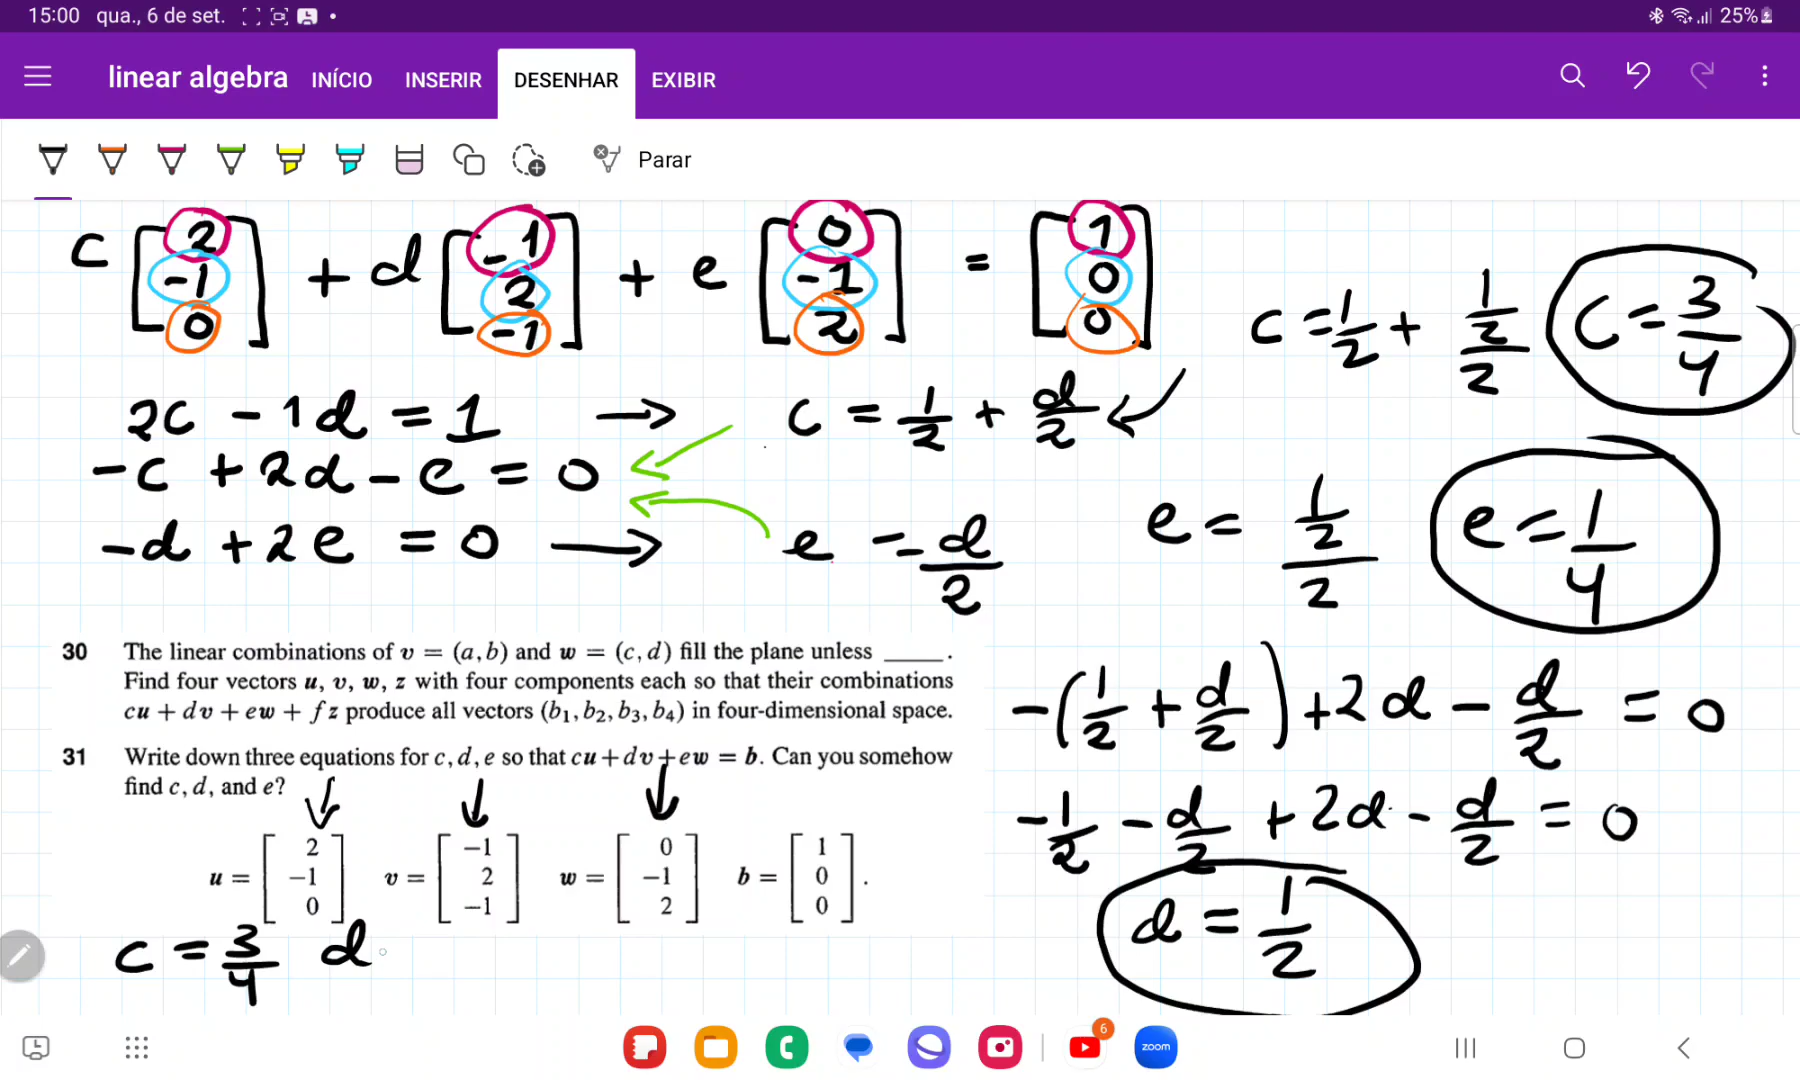 15:00 qua., 6 de set. 25%
linear algebra INÍCIO INSERIR DESENHAR EXIBIR
Parar
c [2 -1 0] + d [-1 2 -1] + e [0 -1 2] = [1 0 0]
2c - 1d = 1 → c = 1/2 + d/2
-c + 2d - e = 0
-d + 2e = 0 → e = d/2
c = 1/2 + 1/2/2 c = 3/4
e = 1/2/2 e = 1/4
-(1/2 + d/2) + 2d - d/2 = 0
-1/2 - d/2 + 2d - d/2 = 0
d = 1/2
30 The linear combinations of v = (a, b) and w = (c, d) fill the plane unless ____.
Find four vectors u, v, w, z with four components each so that their combinations
cu + dv + ew + fz produce all vectors (b₁, b₂, b₃, b₄) in four-dimensional space.
31 Write down three equations for c, d, e so that cu + dv + ew = b. Can you somehow
find c, d, and e?
u = [2 -1 0] v = [-1 2 -1] w = [0 -1 2] b = [1 0 0].
c = 3/4 d
6
zoom